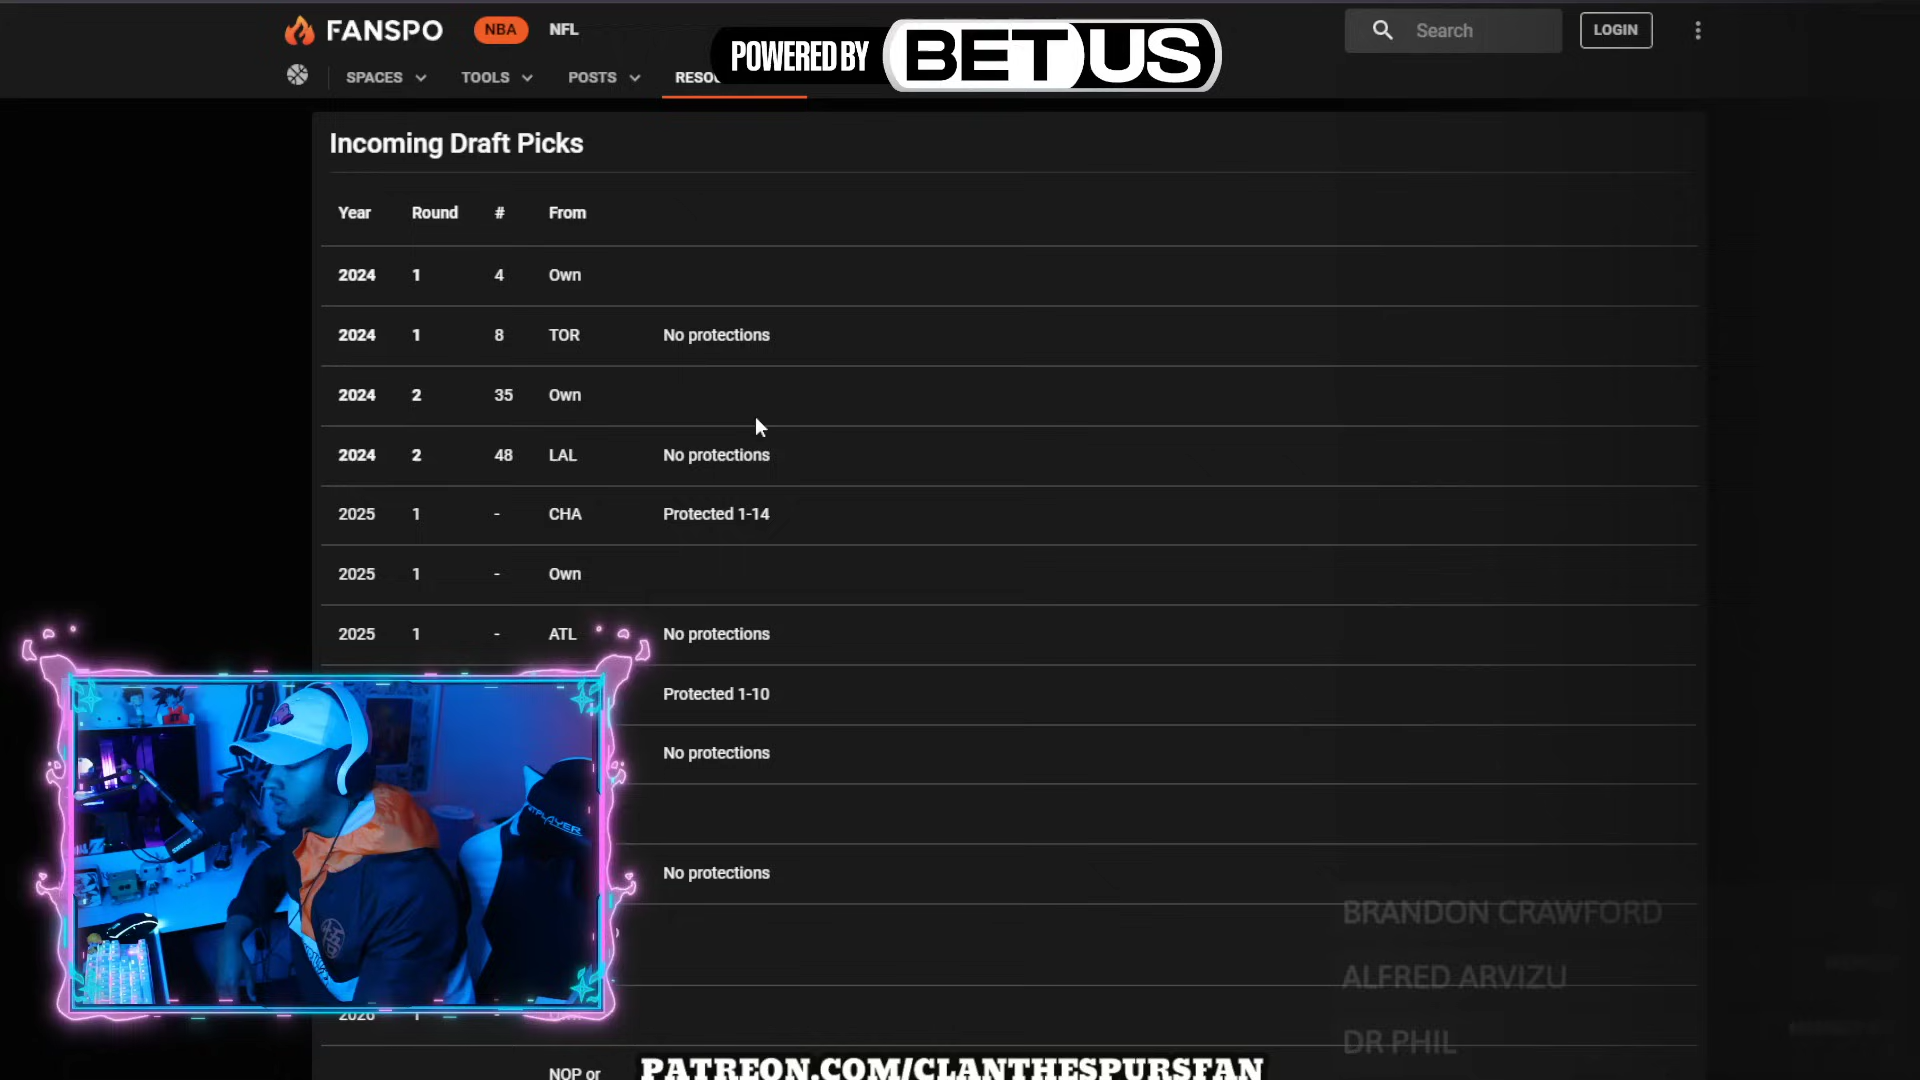 FANSPO NBA NFL
POWERED BY BETUS
Search LOGIN
SPACES TOOLS POSTS
Incoming Draft Picks
Year Round # From
2024 1 4 Own
2024 1 8 TOR No protections
2024 2 35 Own
2024 2 48 LAL No protections
2025 1 - CHA Protected 1-14
2025 1 - Own
2025 1 - ATL No protections
Protected 1-10
No protections
No protections
BRANDON CRAWFORD
ALFRED ARVIZU
2026 1 -
DR PHIL
NOP or
PATREON.COM/CLANTHESPURSFAN